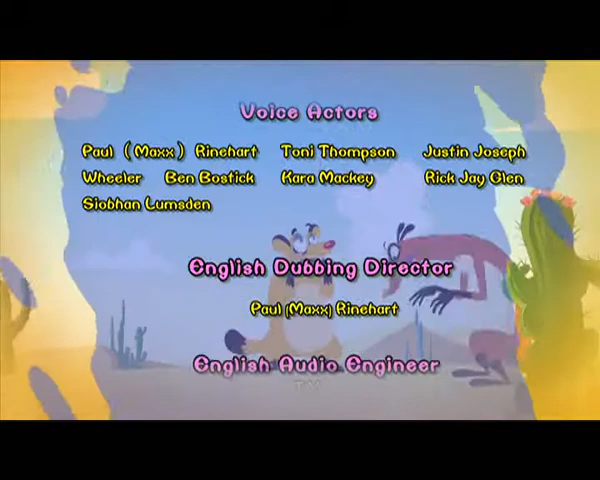 Voice Actors
Paul (Maxx) Rinehart Toni Thompson Justin Joseph
Wheeler Ben Bostick Kara Mackey Rick Jay Glen
Siobhan Lumsden
English Dubbing Director
Paul (Maxx) Rinehart
English Audio Engineer